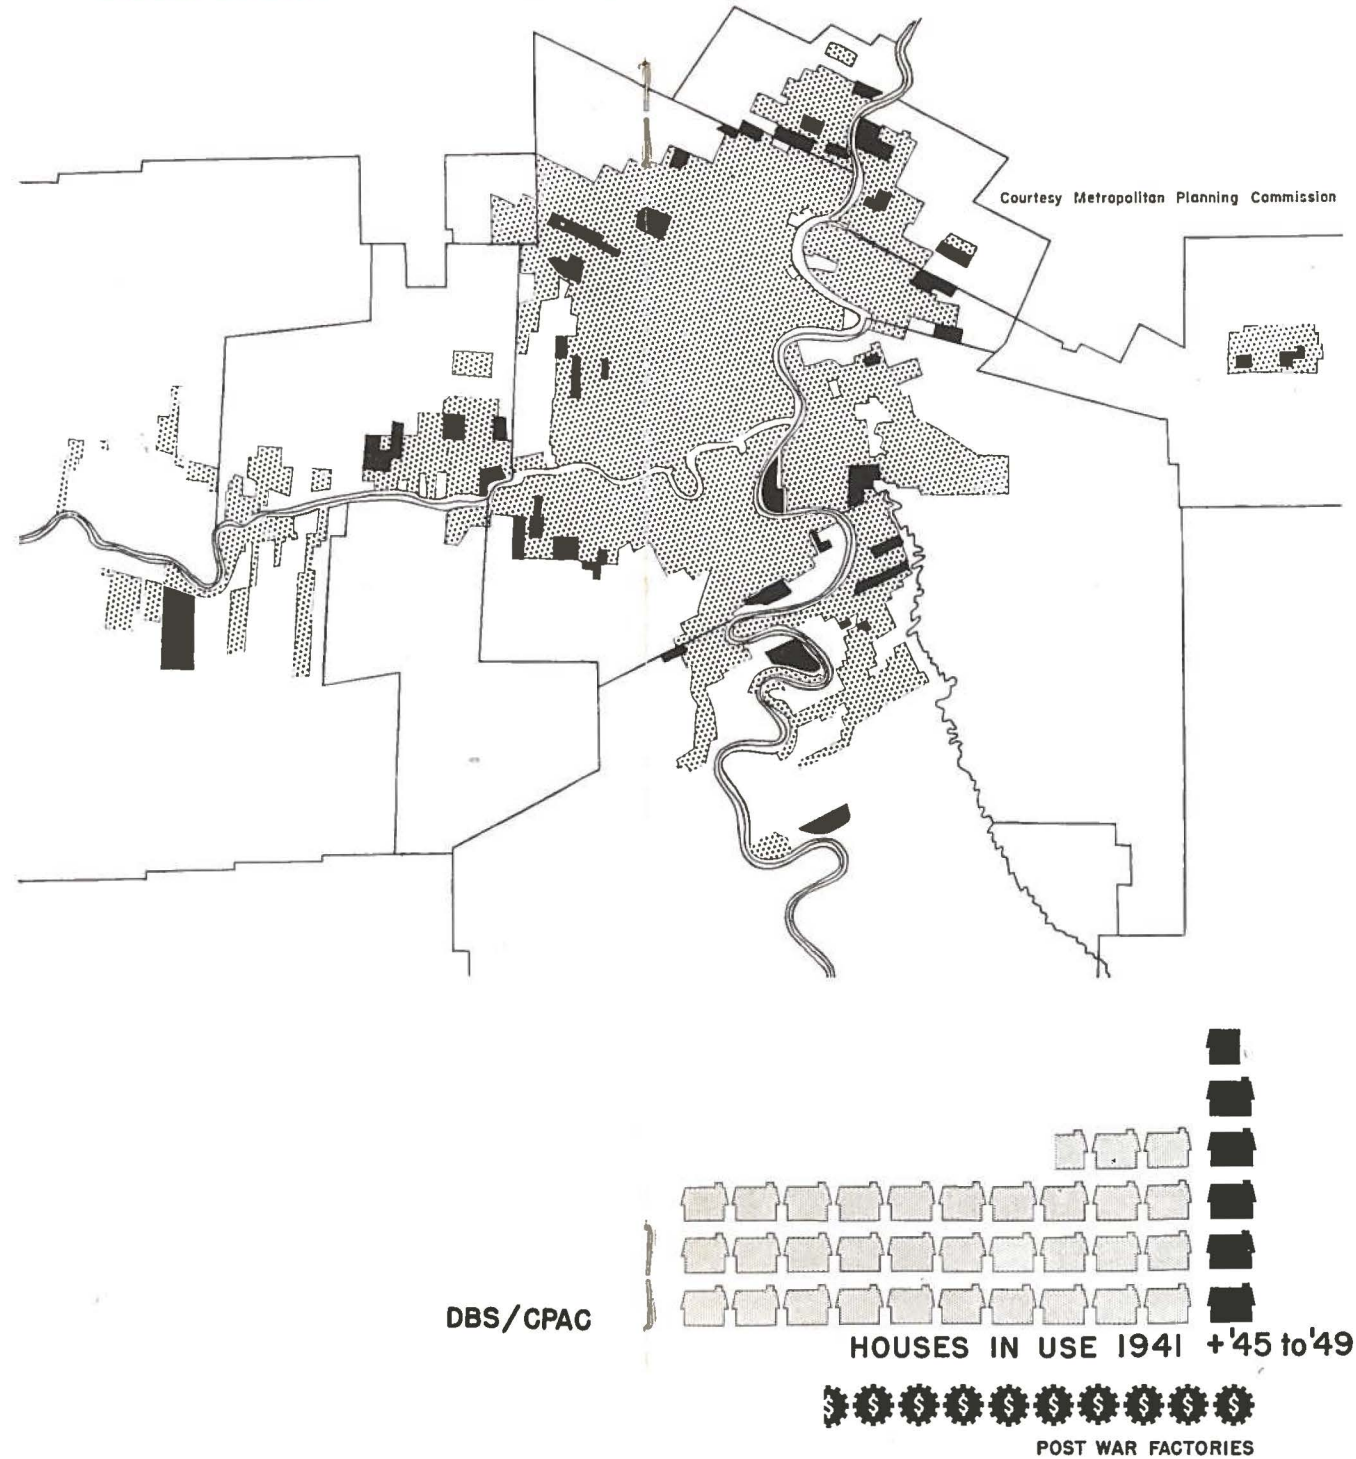 Courtesy Metropolitan Planning Commission
DBS/CPAC
HOUSES IN USE 1941 +'45 to '49
$ $ $ $ $ $ $ $ $ $
POST WAR FACTORIES